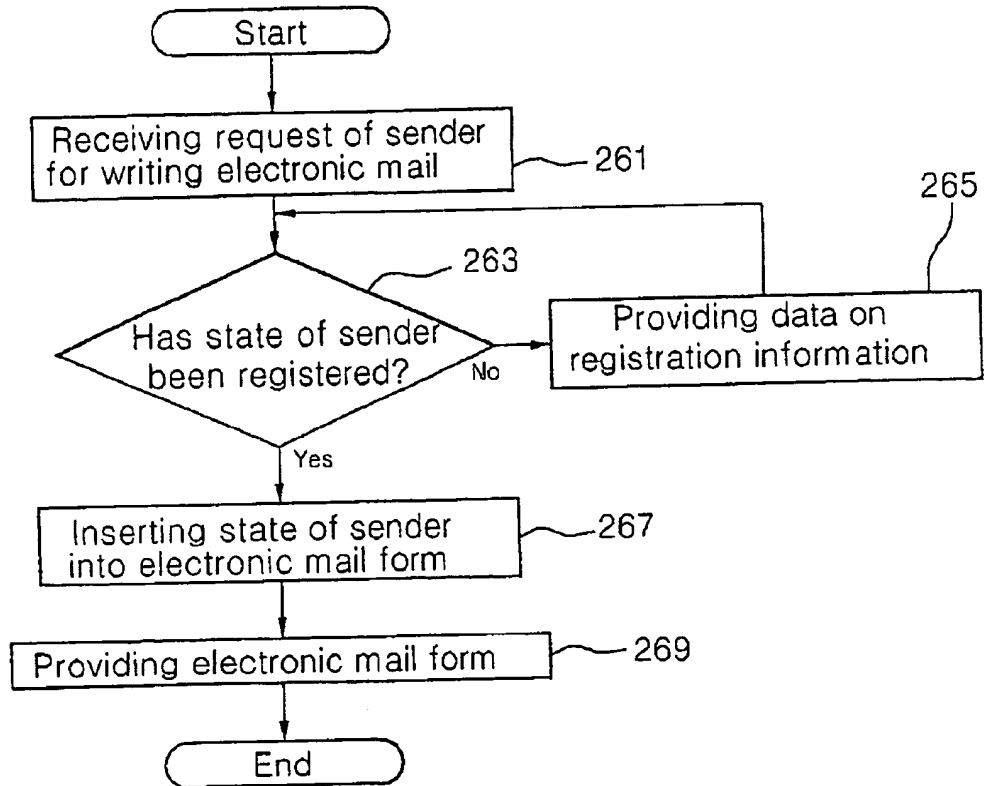 Start
Receiving request of sender
for writing electronic mail
261
265
263
Has state of sender
been registered?
No
Providing data on
registration information
Yes
Inserting state of sender
into electronic mail form
267
Providing electronic mail form
269
End